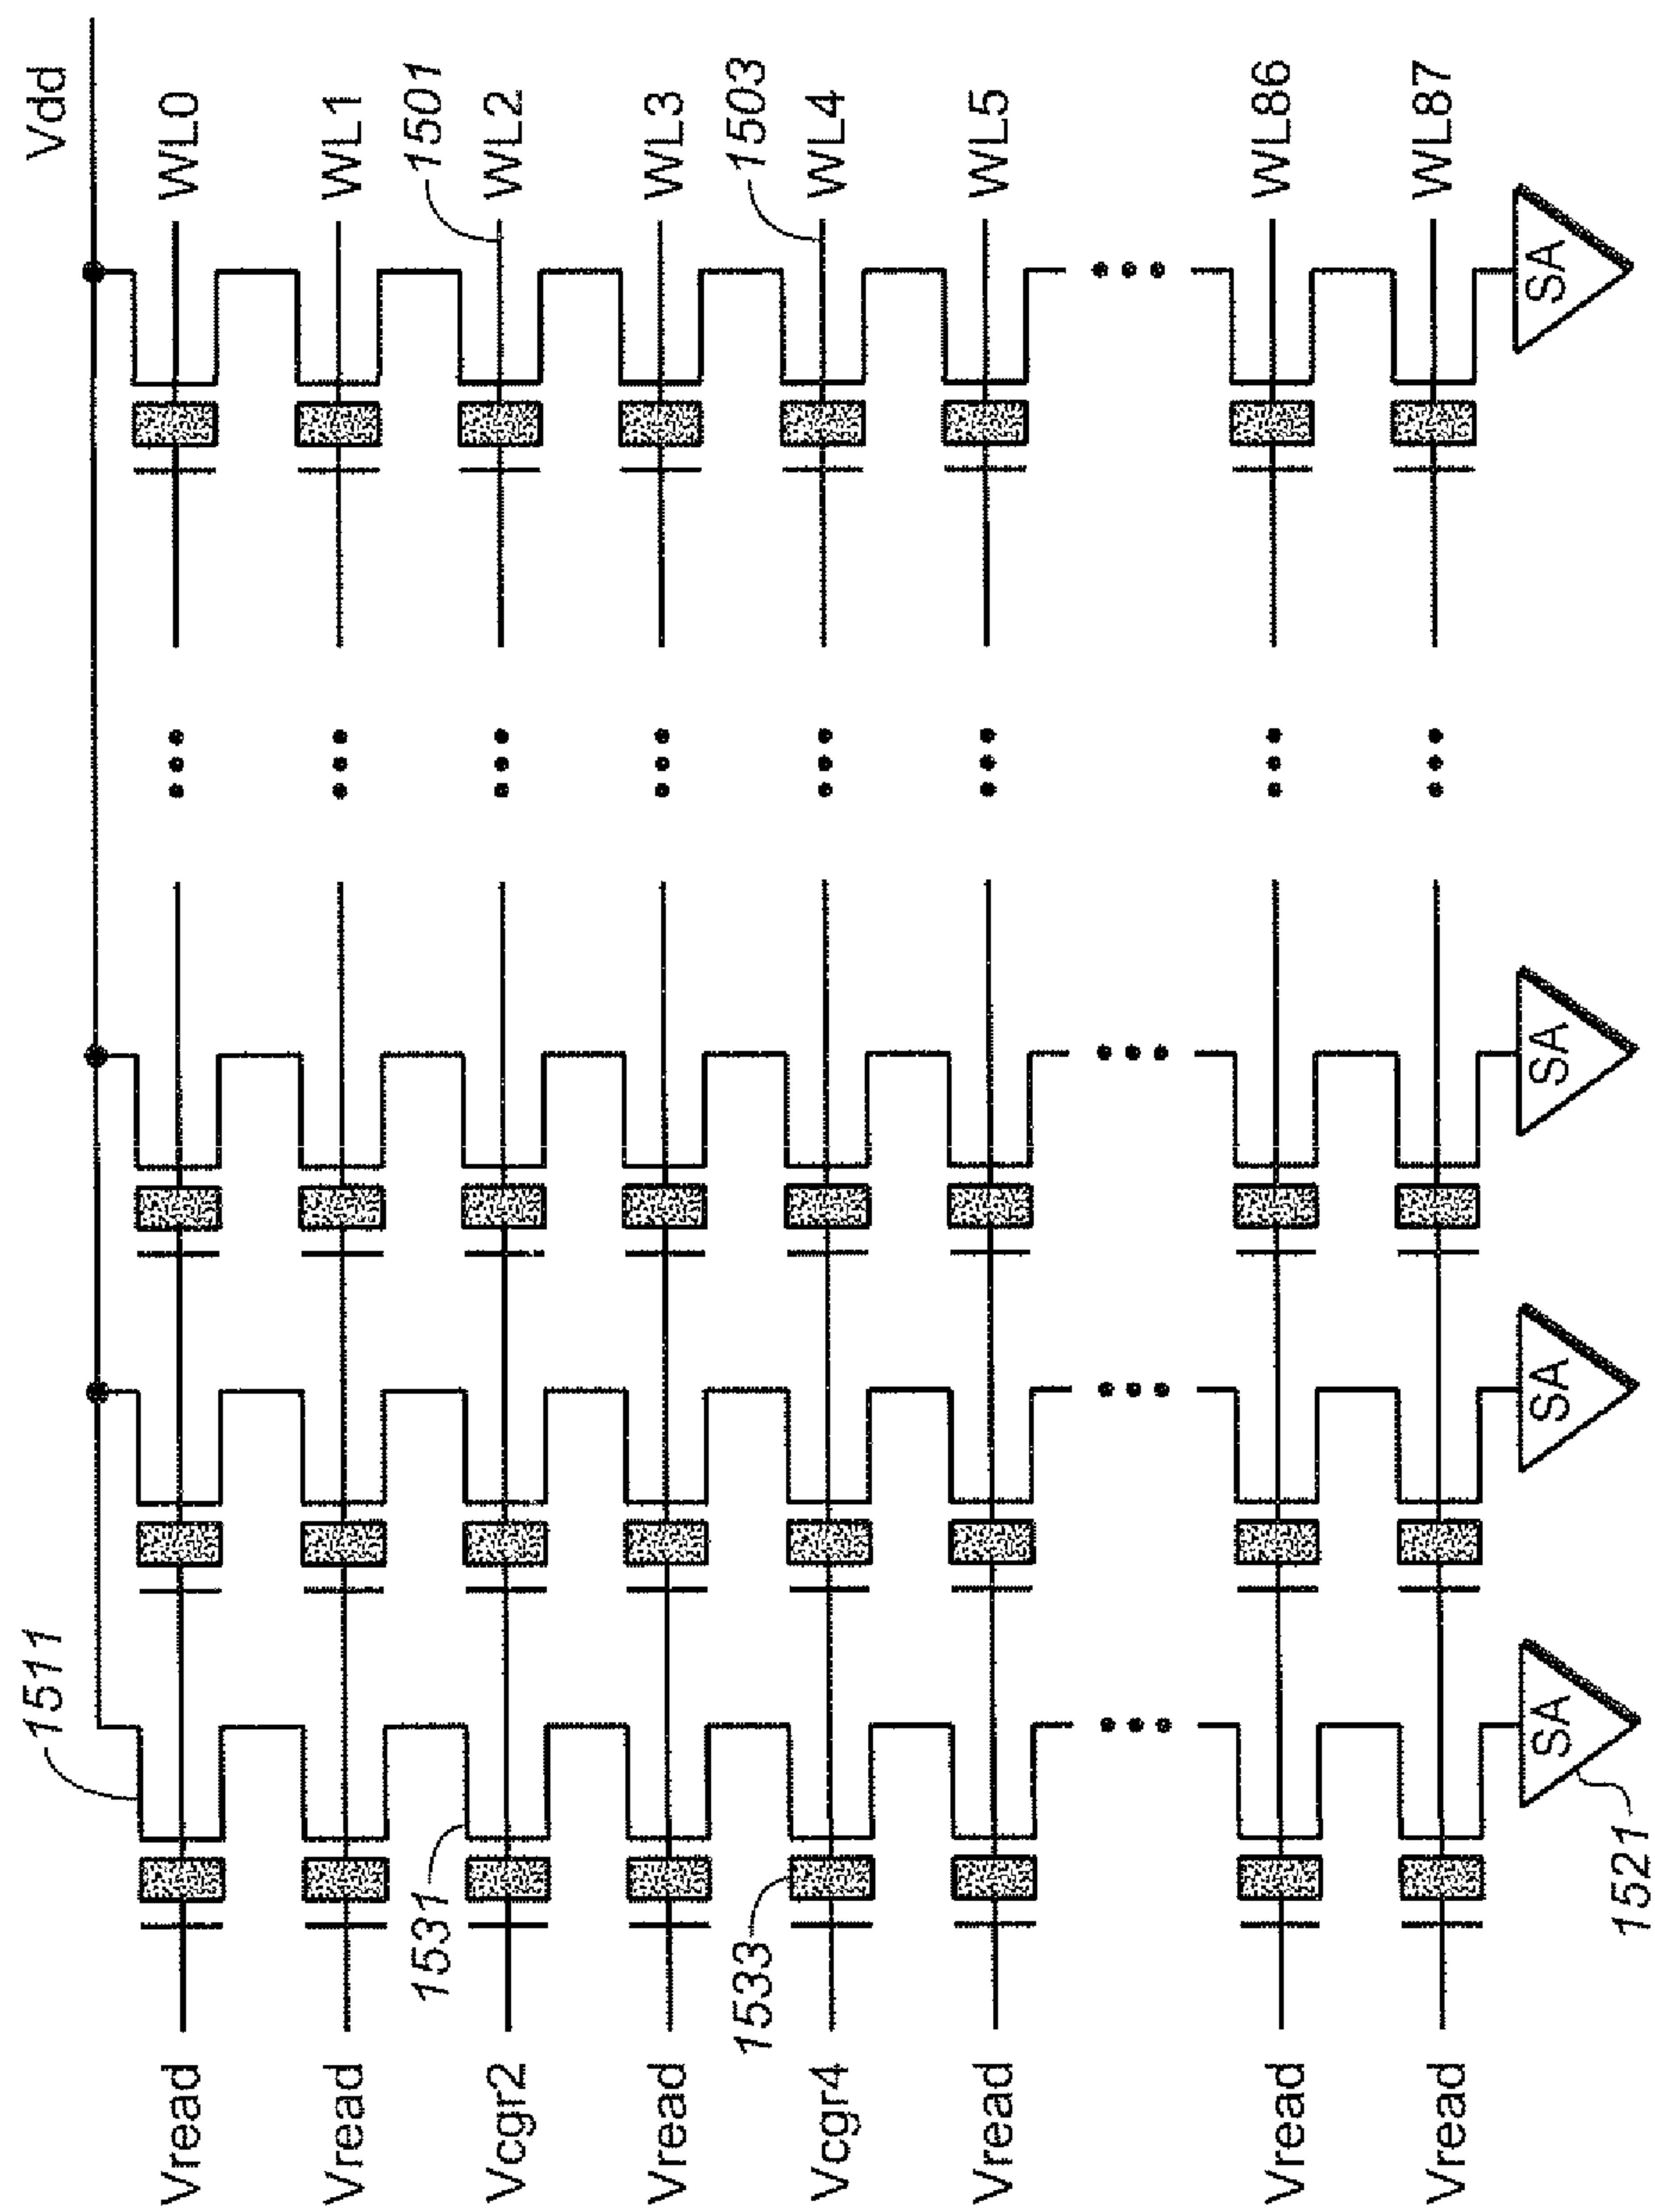 Vdd
WL0
WL1
1501
WL2
WL3
1503
WL4
WL5
WL86
WL87
SA
SA
SA
SA
1511
1531
1533
1521
Vread
Vread
Vcgr2
Vread
Vcgr4
Vread
Vread
Vread